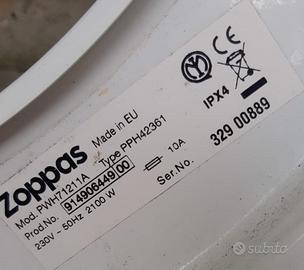 zoppas
Made in EU
Mod. PWH71211A
Type PPH42361
Prod.No. 914906449 00
230V ~ 50Hz 2100 W
10A
IPX4
Ser.No. 329 00889
subito